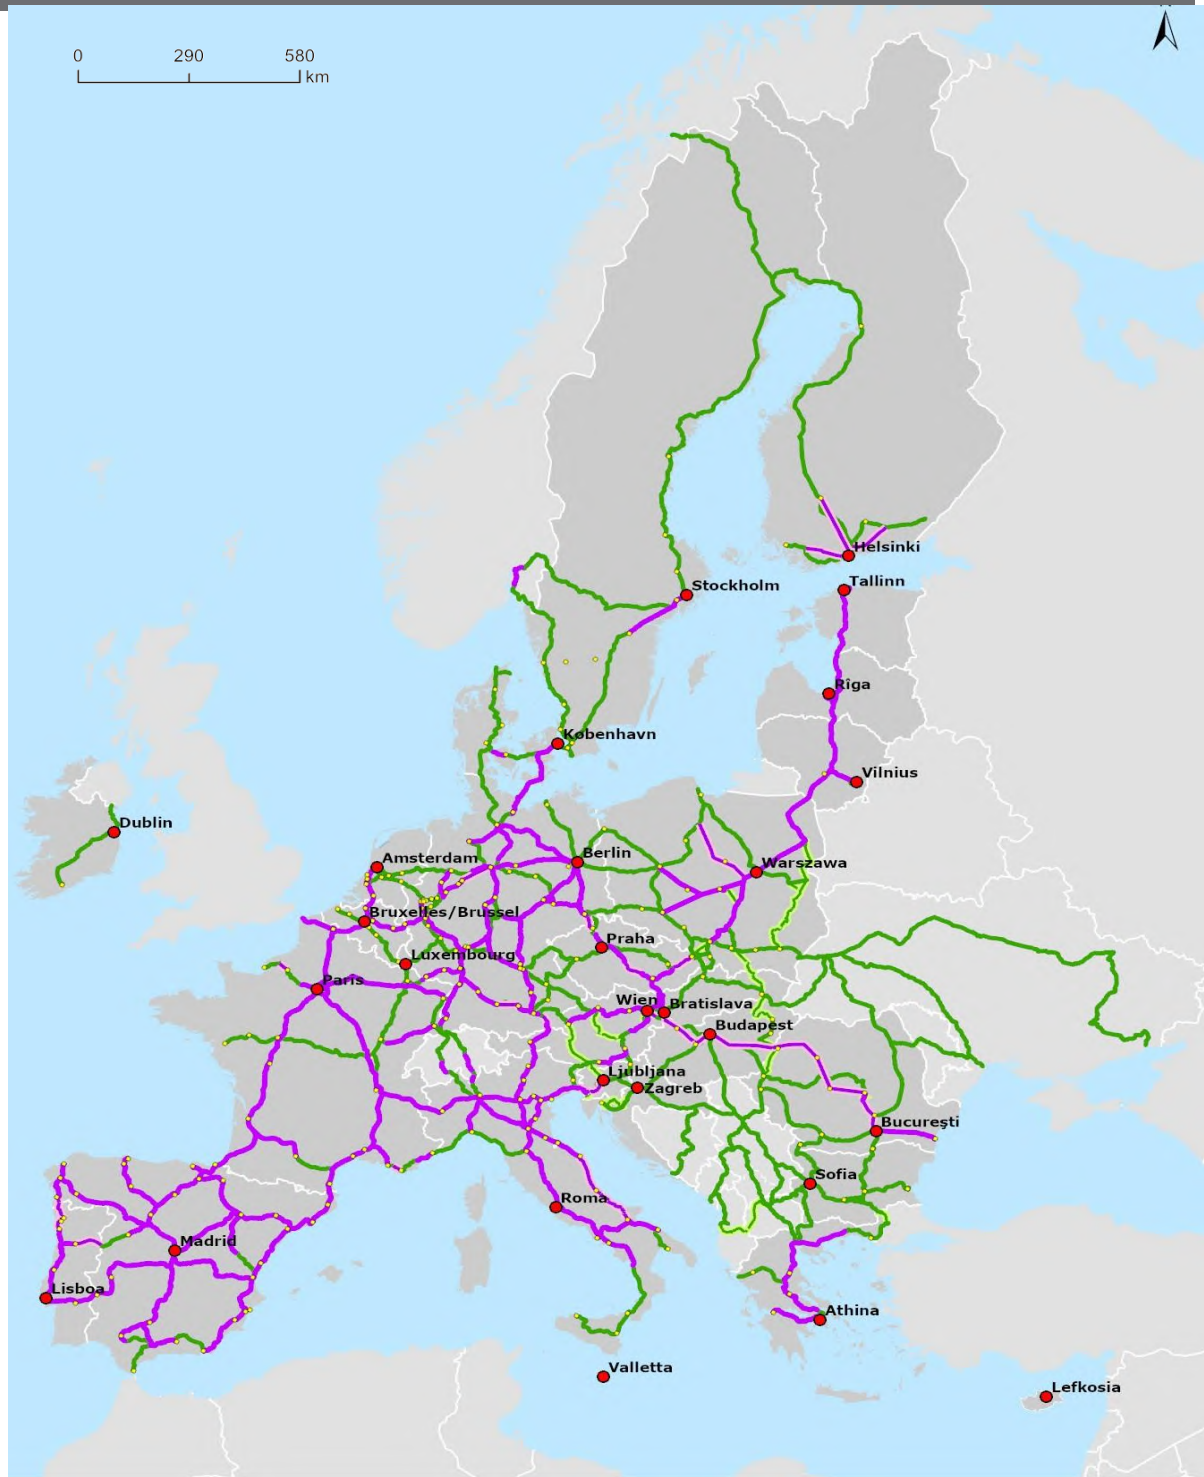 0 290 580
km
Helsinki
Tallinn
Stockholm
Rīga
København
Vilnius
Dublin
Amsterdam
Berlin
Warszawa
Bruxelles/Brussel
Praha
Luxembourg
Paris
Wien
Bratislava
Budapest
Ljubljana
Zagreb
Bucureşti
Sofia
Roma
Madrid
Lisboa
Athina
Valletta
Lefkosia